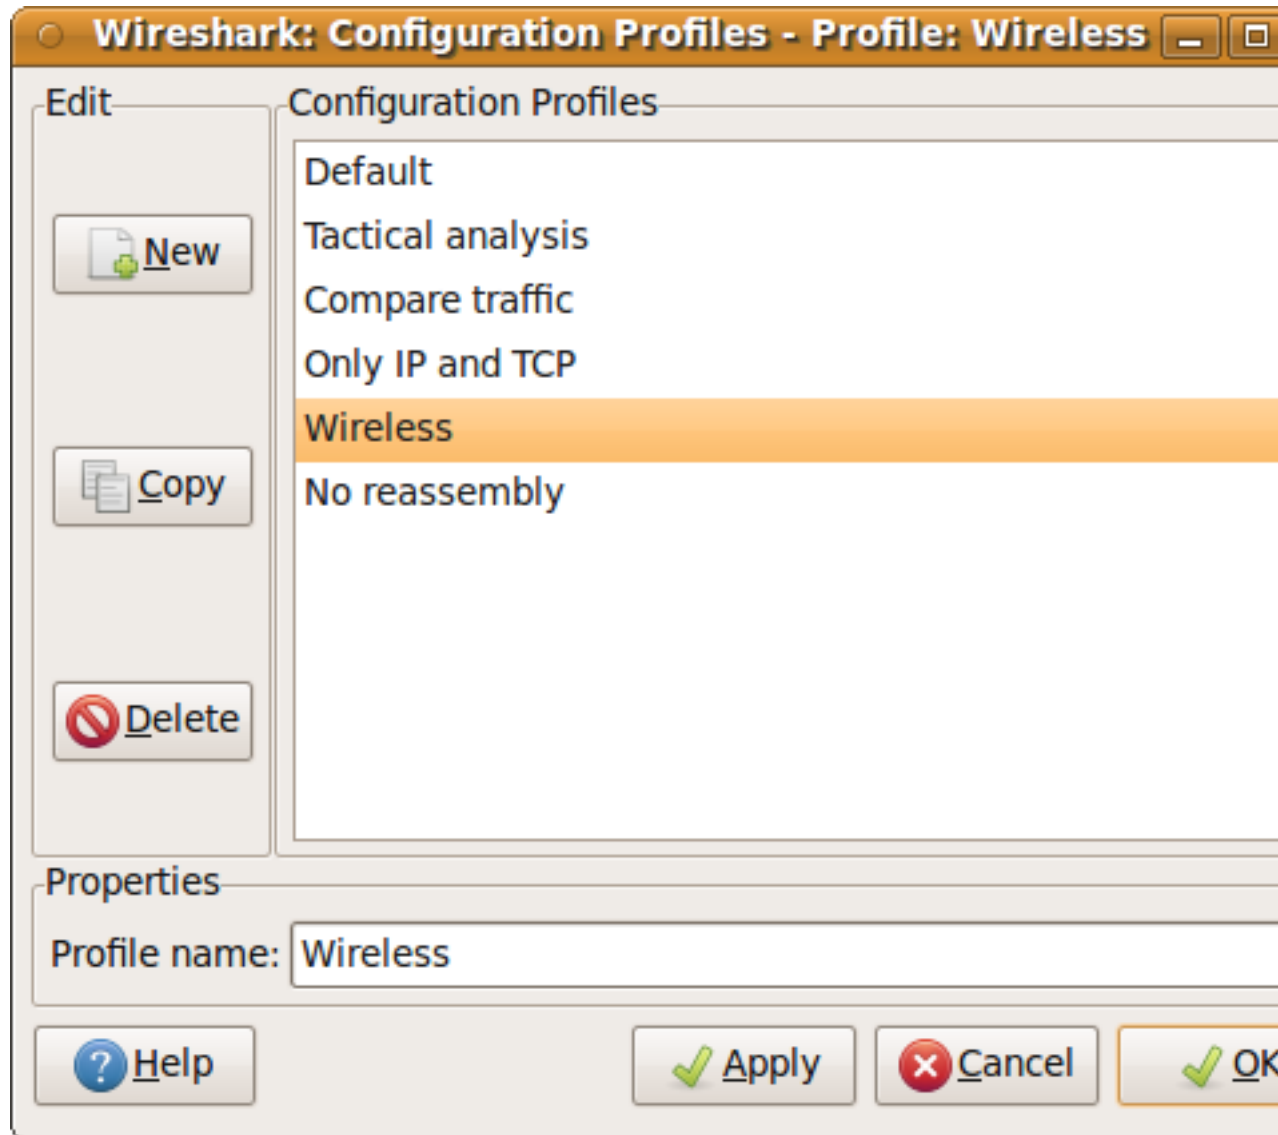 Wireshark: Configuration Profiles - Profile: Wireless
Edit
Configuration Profiles
New
Copy
Delete
Default
Tactical analysis
Compare traffic
Only IP and TCP
Wireless
No reassembly
Properties
Profile name: Wireless
Help
Apply
Cancel
OK